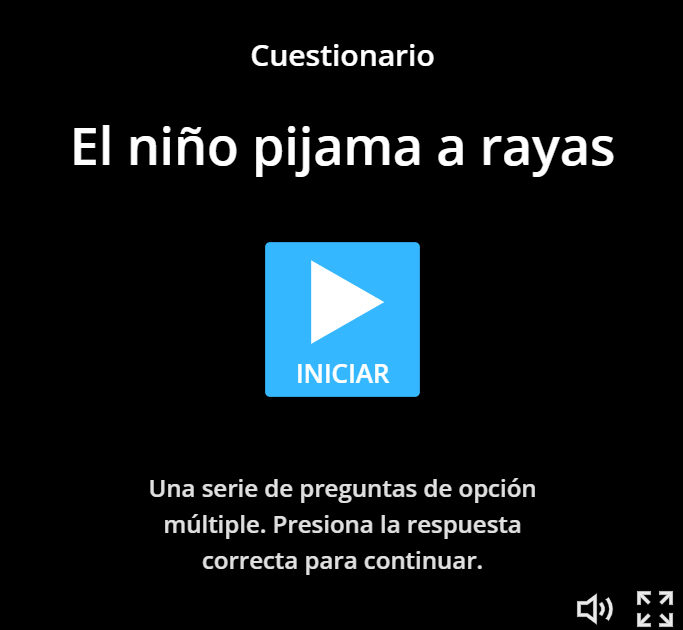 Cuestionario
El niño pijama a rayas
INICIAR
Una serie de preguntas de opción
múltiple. Presiona la respuesta
correcta para continuar.